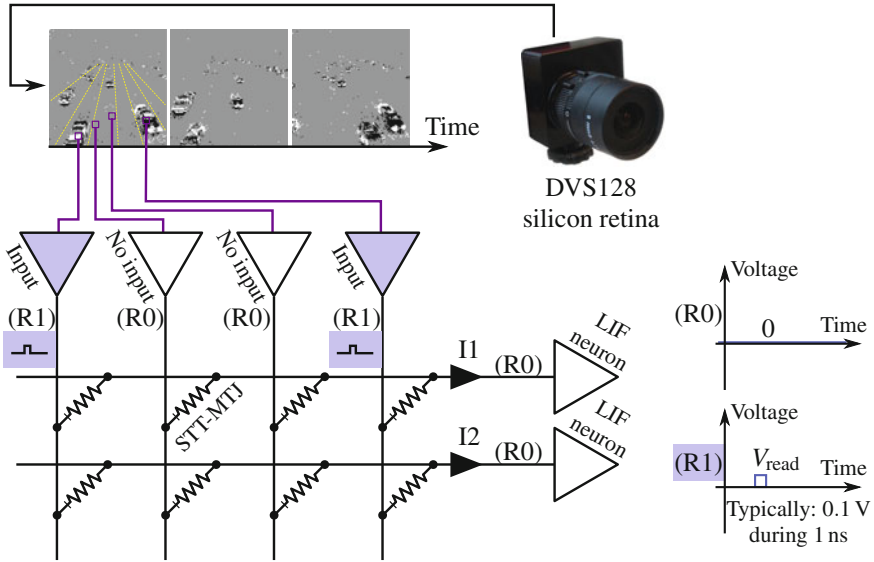 Time
DVS128
silicon retina
Input
No input
No input
Input
(R1)
(R0)
(R0)
(R1)
I1
(R0)
LIF
neuron
STT-MTJ
I2
(R0)
LIF
neuron
Voltage
(R0)
0
Time
Voltage
(R1)
Vread
Time
Typically: 0.1 V
during 1 ns